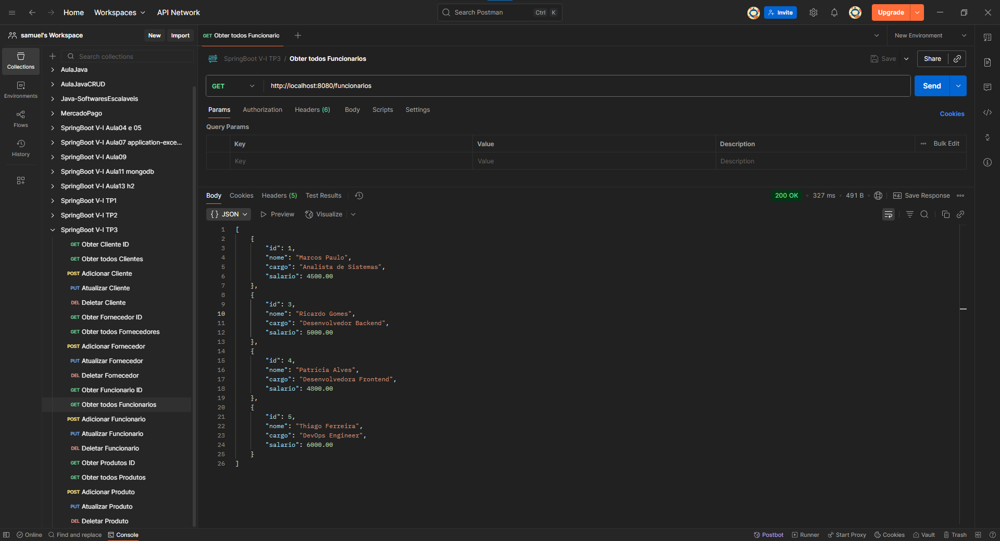 Home
Workspaces
API Network
Search Postman
Ctrl
K
Invite
Upgrade
samuel's Workspace
New
Import
GET Obter todos Funcionario
New Environment
Collections
Environments
Flows
History
Search collections
AulaJava
AulaJavaCRUD
Java-SoftwaresEscalaveis
MercadoPago
SpringBoot V-I Aula04 e 05
SpringBoot V-I Aula07 application-exce...
SpringBoot V-I Aula09
SpringBoot V-I Aula11 mongodb
SpringBoot V-I Aula13 h2
SpringBoot V-I TP1
SpringBoot V-I TP2
SpringBoot V-I TP3
GET Obter Cliente ID
GET Obter todos Clientes
POST Adicionar Cliente
PUT Atualizar Cliente
DEL Deletar Cliente
GET Obter Fornecedor ID
GET Obter todos Fornecedores
POST Adicionar Fornecedor
PUT Atualizar Fornecedor
DEL Deletar Fornecedor
GET Obter Funcionario ID
GET Obter todos Funcionarios
POST Adicionar Funcionario
PUT Atualizar Funcionario
DEL Deletar Funcionario
GET Obter Produtos ID
GET Obter todos Produtos
POST Adicionar Produto
PUT Atualizar Produto
DEL Deletar Produto
HTTP SpringBoot V-I TP3 / Obter todos Funcionarios
Save
Share
GET http://localhost:8080/funcionarios
Send
Params Authorization Headers (6) Body Scripts Settings
Cookies
Query Params
Key Value Description Bulk Edit
Key Value Description
Body Cookies Headers (5) Test Results
200 OK • 327 ms • 491 B
e.g. Save Response
{} JSON Preview Visualize
1 [
2 {
3 "id": 1,
4 "nome": "Marcos Paulo",
5 "cargo": "Analista de Sistemas",
6 "salario": 4500.00
7 },
8 {
9 "id": 3,
10 "nome": "Ricardo Gomes",
11 "cargo": "Desenvolvedor Backend",
12 "salario": 5000.00
13 },
14 {
15 "id": 4,
16 "nome": "Patrícia Alves",
17 "cargo": "Desenvolvedora Frontend",
18 "salario": 4800.00
19 },
20 {
21 "id": 5,
22 "nome": "Thiago Ferreira",
23 "cargo": "DevOps Engineer",
24 "salario": 6000.00
25 }
26 ]
Online Find and replace Console
Postbot Runner Start Proxy Cookies Vault Trash